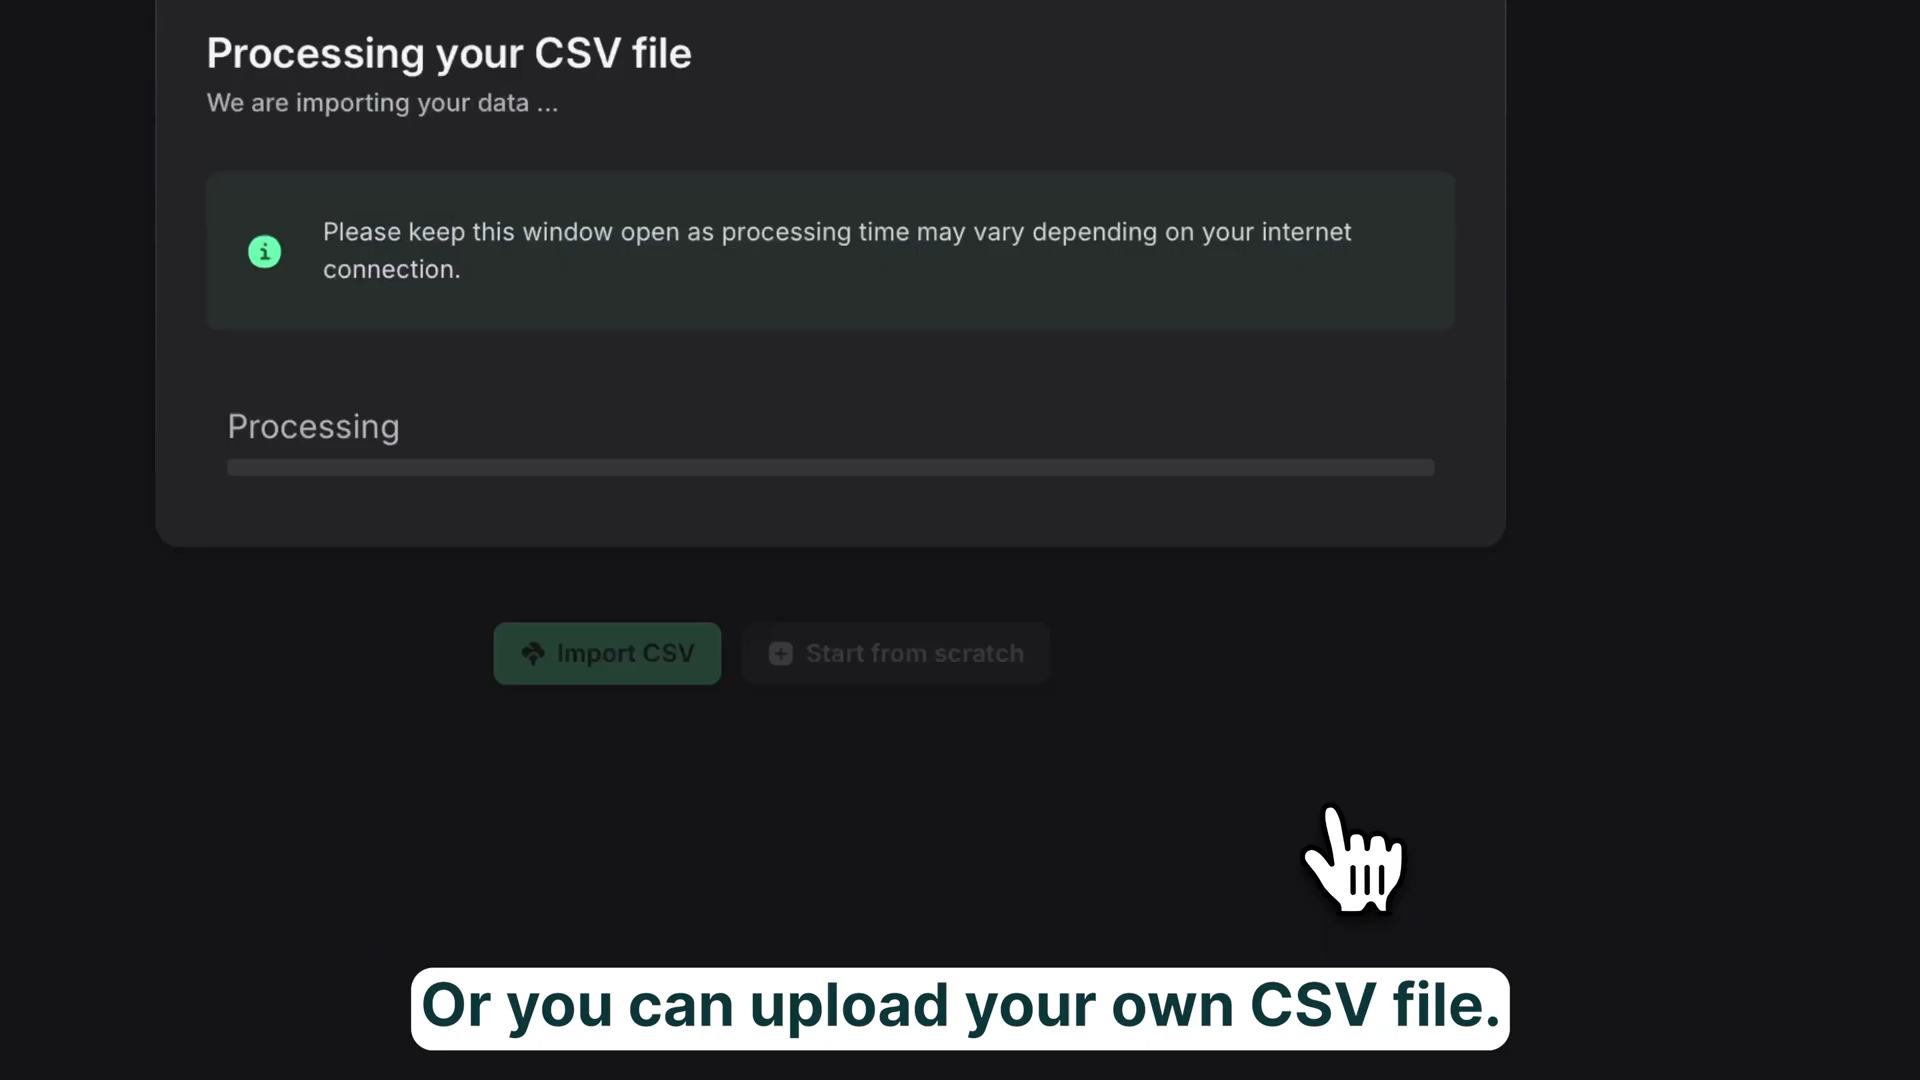 Processing your CSV file
We are importing your data ...
Please keep this window open as processing time may vary depending on your internet
connection.
Processing
Import CSV
Start from scratch
Or you can upload your own CSV file.